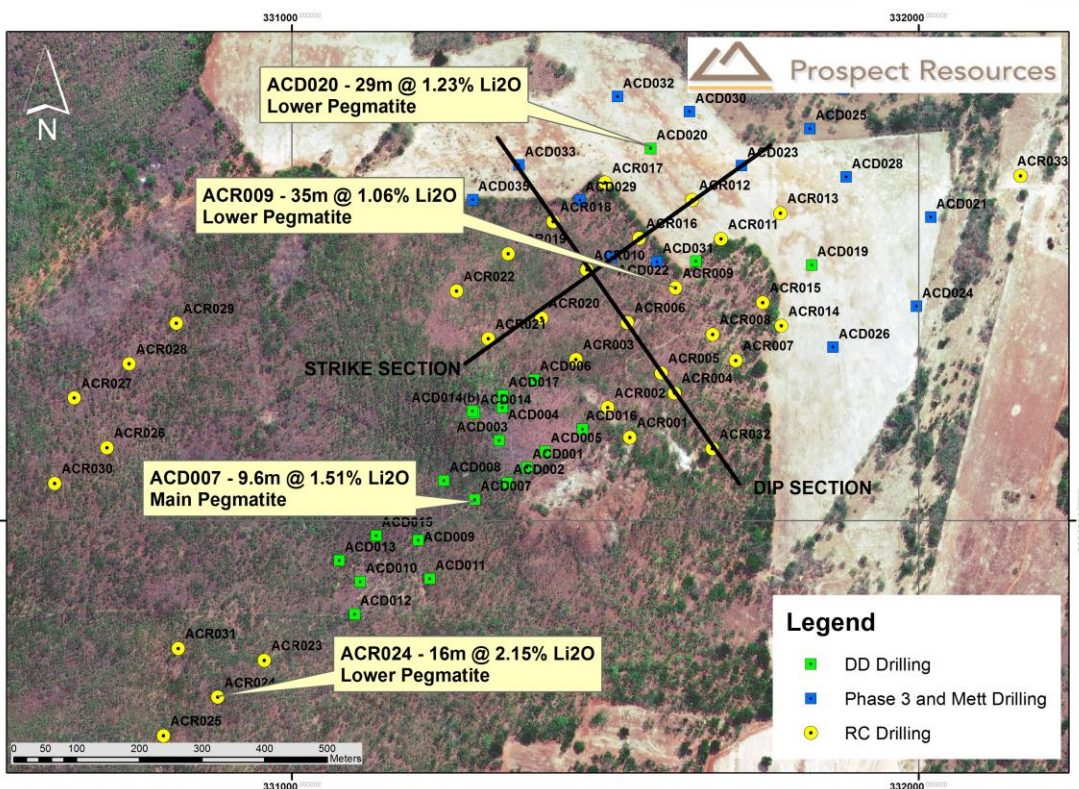 331000
332000
N
Prospect Resources
ACD020 - 29m @ 1.23% Li2O
Lower Pegmatite
ACD032
ACD030
ACD025
ACD020
ACD033
ACD023
ACD028
ACR033
ACR017
ACD035
ACD029
ACR012
ACR009 - 35m @ 1.06% Li2O
Lower Pegmatite
ACR018
ACR013
ACD021
ACR011
ACR016
ACR019
ACR010
ACD031
ACD019
ACD022
ACR009
ACR022
ACR015
ACD024
ACR006
ACR020
ACR029
ACR014
ACR021
ACR008
ACD026
ACR003
ACR007
ACR028
STRIKE SECTION
ACD006
ACR005
ACR004
ACD017
ACR027
ACR002
ACD014(b)
ACD014
ACD004
ACD016
ACD003
ACD005
ACR001
ACR026
ACR032
ACD001
ACD008
ACD002
ACR030
ACD007
ACD007 - 9.6m @ 1.51% Li2O
Main Pegmatite
DIP SECTION
ACD015
ACD009
ACD013
ACD010
ACD011
ACD012
ACR031
ACR023
ACR024 - 16m @ 2.15% Li2O
Lower Pegmatite
ACR024
ACR025
Legend
DD Drilling
Phase 3 and Mett Drilling
RC Drilling
0 50 100 200 300 400 500
Meters
331000
332000